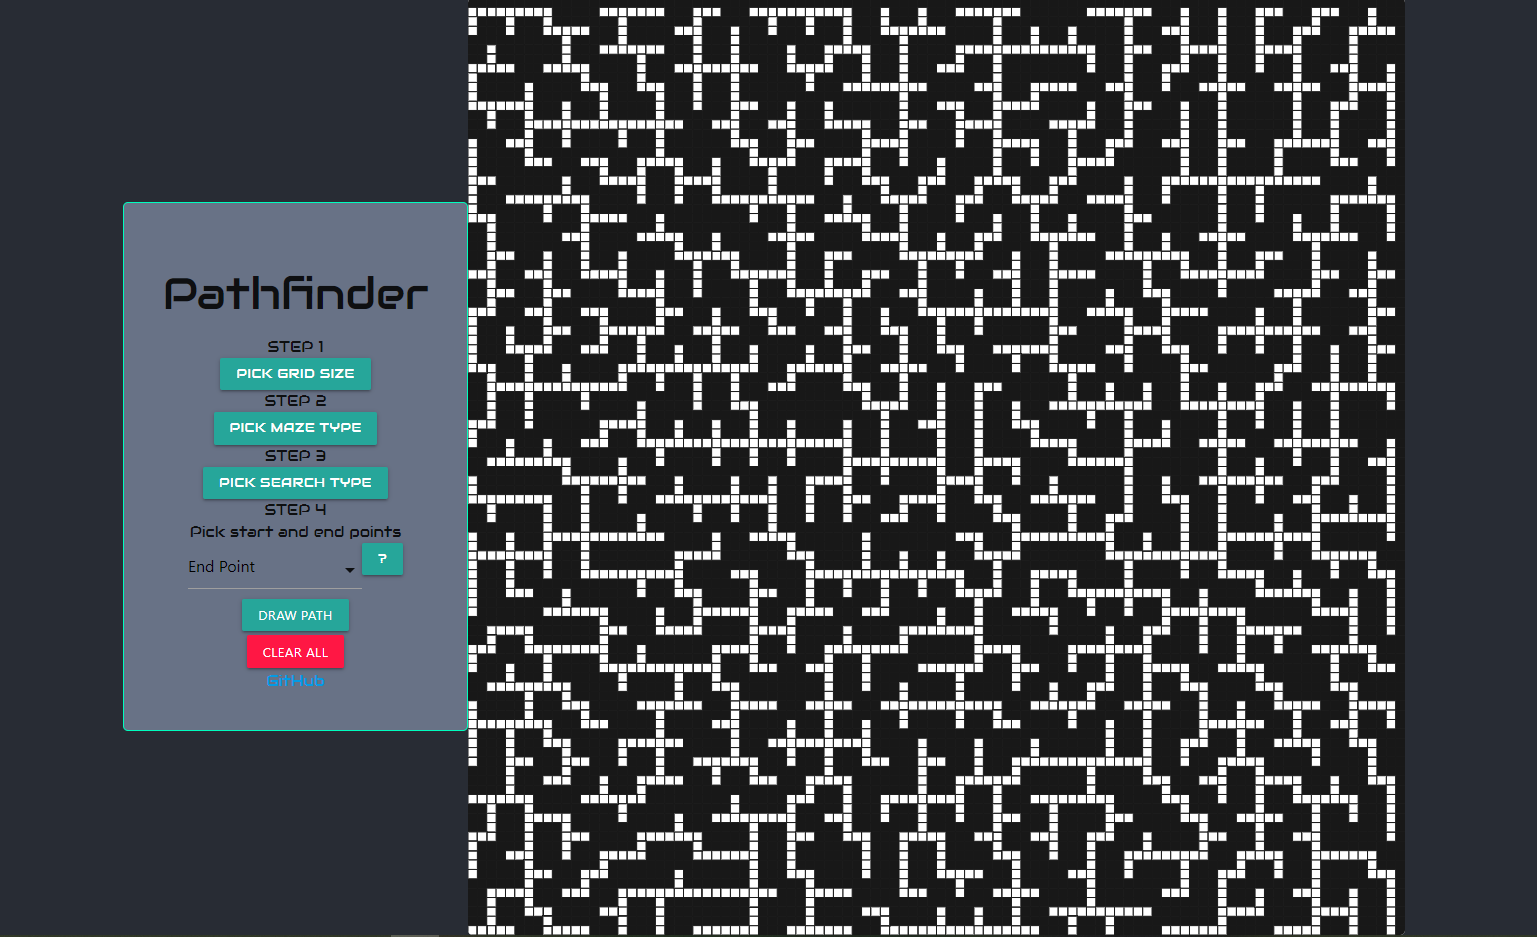 Pathfinder
STEP 1
PICK GRID SIZE
STEP 2
PICK MAZE TYPE
STEP 3
PICK SEARCH TYPE
STEP 4
Pick start and end points
End Point
?
DRAW PATH
CLEAR ALL
GitHub